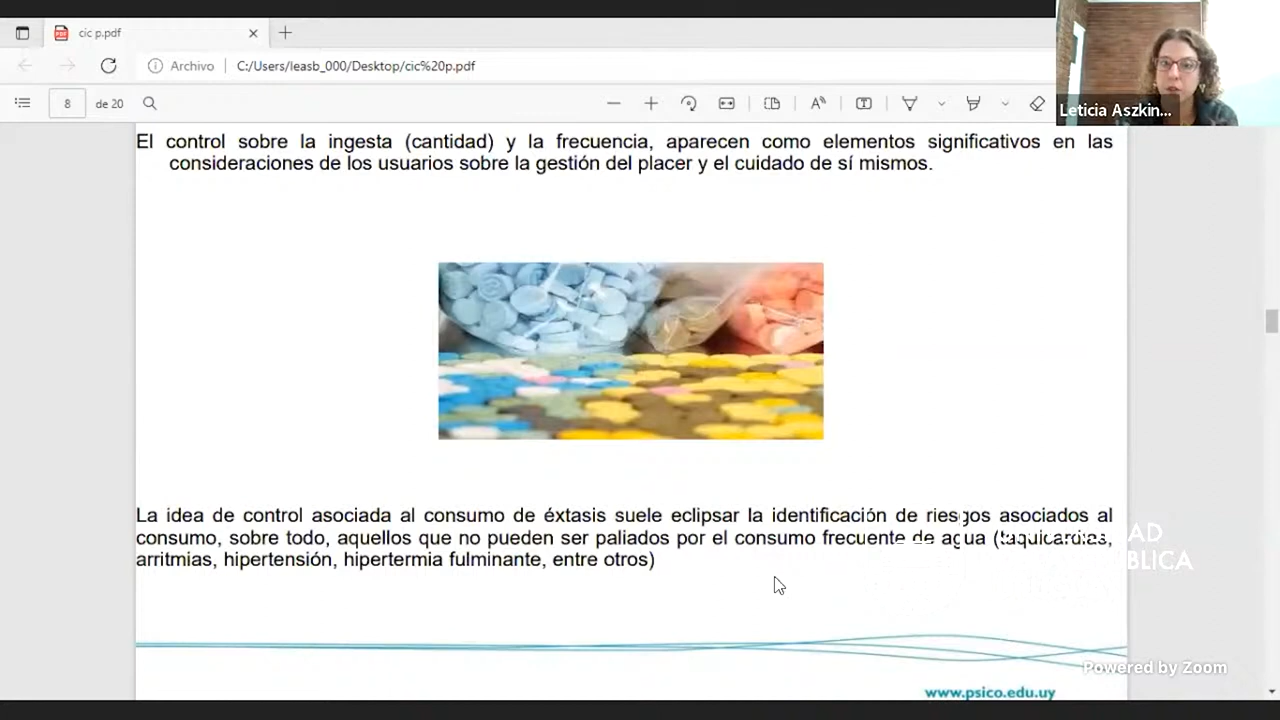 cic p.pdf
Archivo
C:/Users/leasb_000/Desktop/cic%20p.pdf
8 de 20
Leticia Aszkin...
El control sobre la ingesta (cantidad) y la frecuencia, aparecen como elementos significativos en las
consideraciones de los usuarios sobre la gestión del placer y el cuidado de sí mismos.
La idea de control asociada al consumo de éxtasis suele eclipsar la identificación de riesgos asociados al
consumo, sobre todo, aquellos que no pueden ser paliados por el consumo frecuente de agua (taquicardias,
arritmias, hipertensión, hipertermia fulminante, entre otros)
Powered by Zoom
www.psico.edu.uy